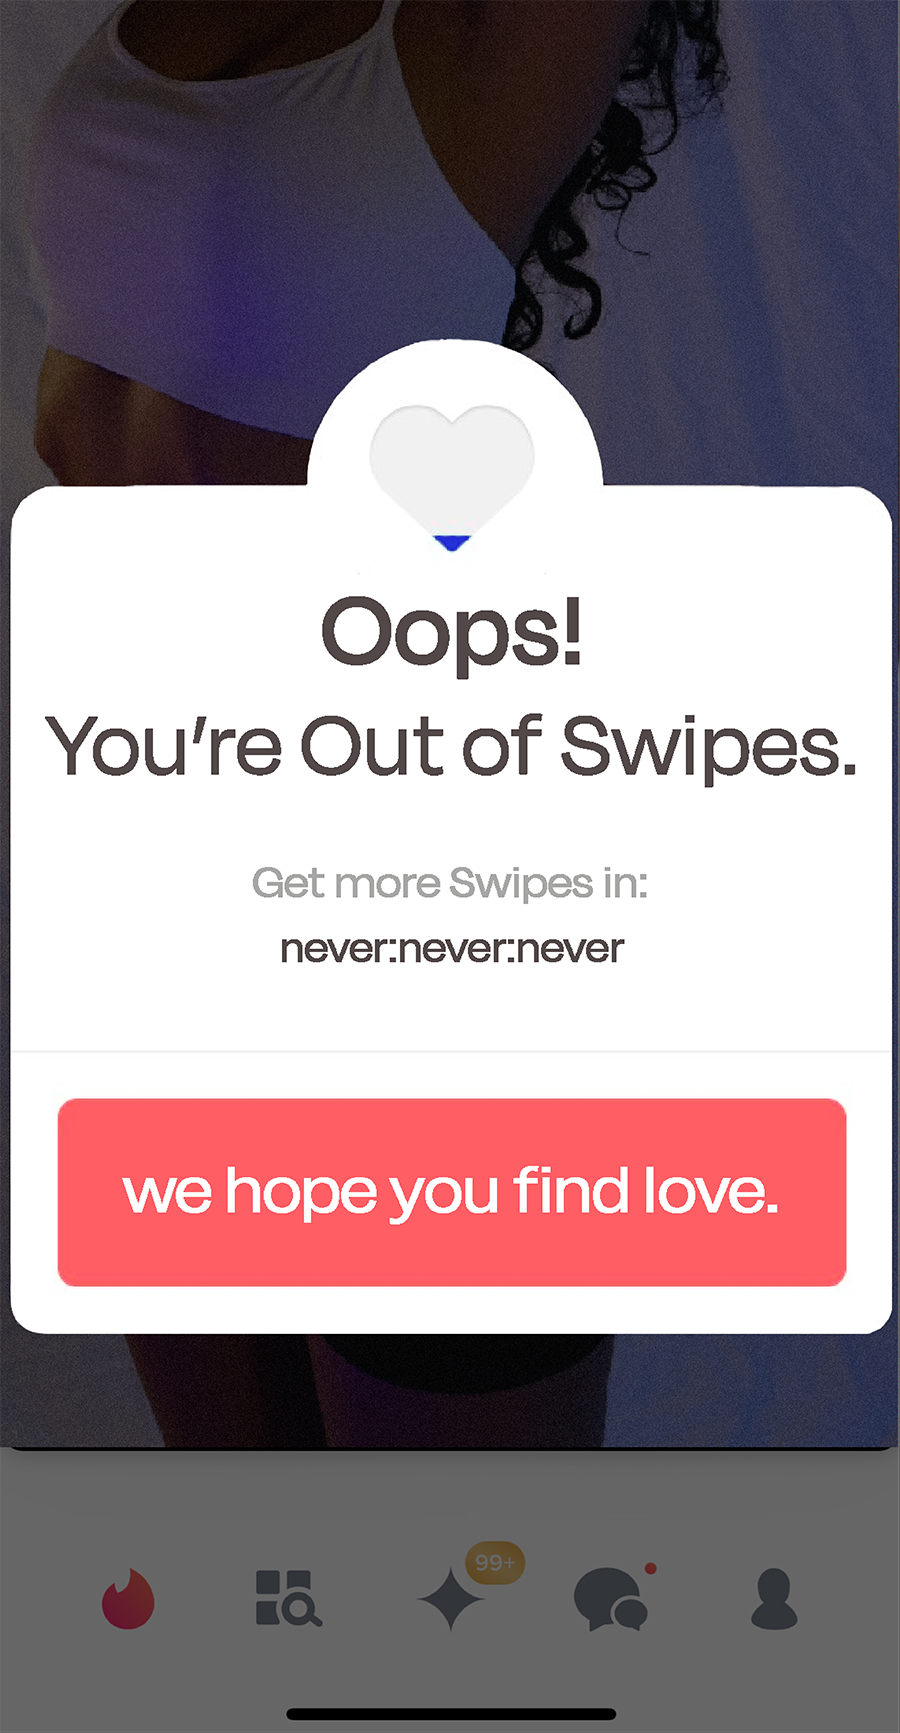 Oops!
You’re Out of Swipes.
Get more Swipes in:
never:never:never
we hope you find love.
99+